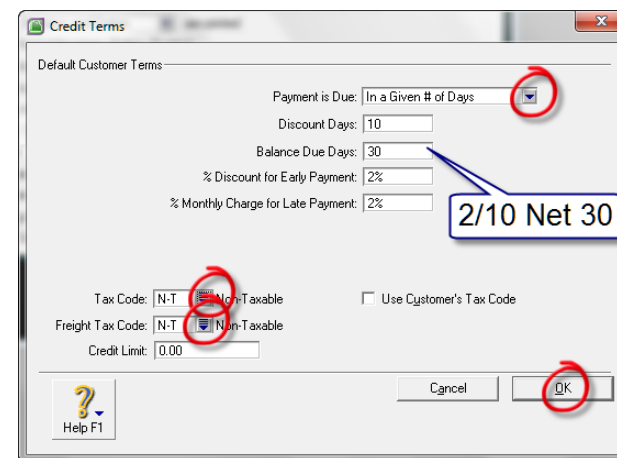 Credit Terms
Default Customer Terms
Payment is Due: In a Given # of Days
Discount Days: 10
Balance Due Days: 30
% Discount for Early Payment: 2%
% Monthly Charge for Late Payment: 2%
2/10 Net 30
Tax Code: N-T Non-Taxable Use Customer's Tax Code
Freight Tax Code: N-T Non-Taxable
Credit Limit: 0.00
Cancel OK
Help F1